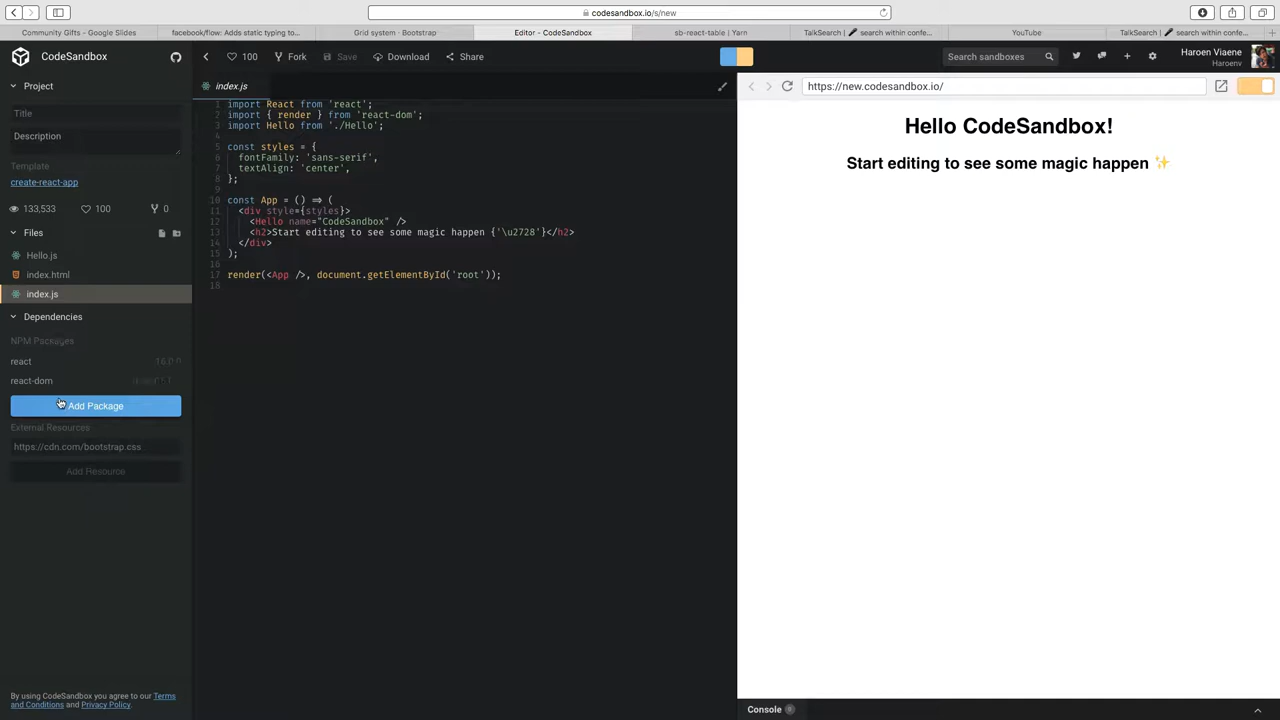 codesandbox.io/s/new
Community Gifts - Google Slides
facebook/flow: Adds static typing to...
Grid system · Bootstrap
Editor - CodeSandbox
sb-react-table | Yarn
TalkSearch | 🎤 search within confe...
YouTube
TalkSearch | 🎤 search within confe...
CodeSandbox
100
Fork
Save
Download
Share
Search sandboxes
Haroen Viaene
Haroenv
Project
Title
Description
Template
create-react-app
133,533
100
0
Files
Hello.js
index.html
index.js
Dependencies
NPM Packages
react
16.0.0
react-dom
Add Package
External Resources
https://cdn.com/bootstrap.css
Add Resource
By using CodeSandbox you agree to the Terms
and Conditions and Privacy Policy.
index.js
1 import React from 'react';
2 import { render } from 'react-dom';
3 import Hello from './Hello';
4
5 const styles = {
6 fontFamily: 'sans-serif',
7 textAlign: 'center',
8 };
9
10 const App = () => (
11 <div style={styles}>
12 <Hello name="CodeSandbox" />
13 <h2>Start editing to see some magic happen {'\u2728'}</h2>
14 </div>
15 );
16
17 render(<App />, document.getElementById('root'));
18
https://new.codesandbox.io/
Hello CodeSandbox!
Start editing to see some magic happen ✨
Console 0